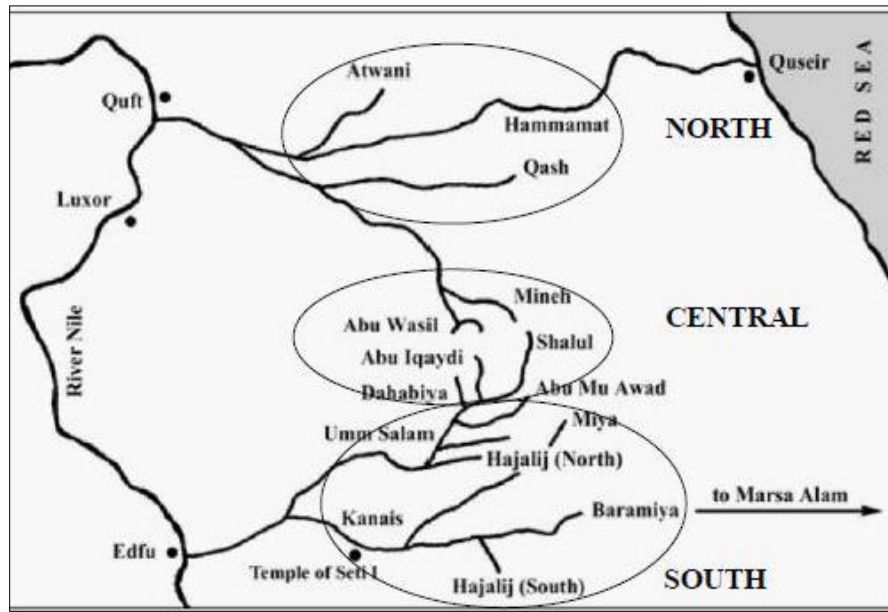 Atwani
Quseir
RED SEA
Quft
Hammamat
NORTH
Qash
Luxor
River Nile
Mineh
Abu Wasil
CENTRAL
Shalul
Abu Iqaydi
Dahabiya
Abu Mu Awad
Miya
Umm Salam
Hajalij (North)
to Marsa Alam
Kanais
Baramiya
Edfu
Temple of Seti I
Hajalij (South)
SOUTH